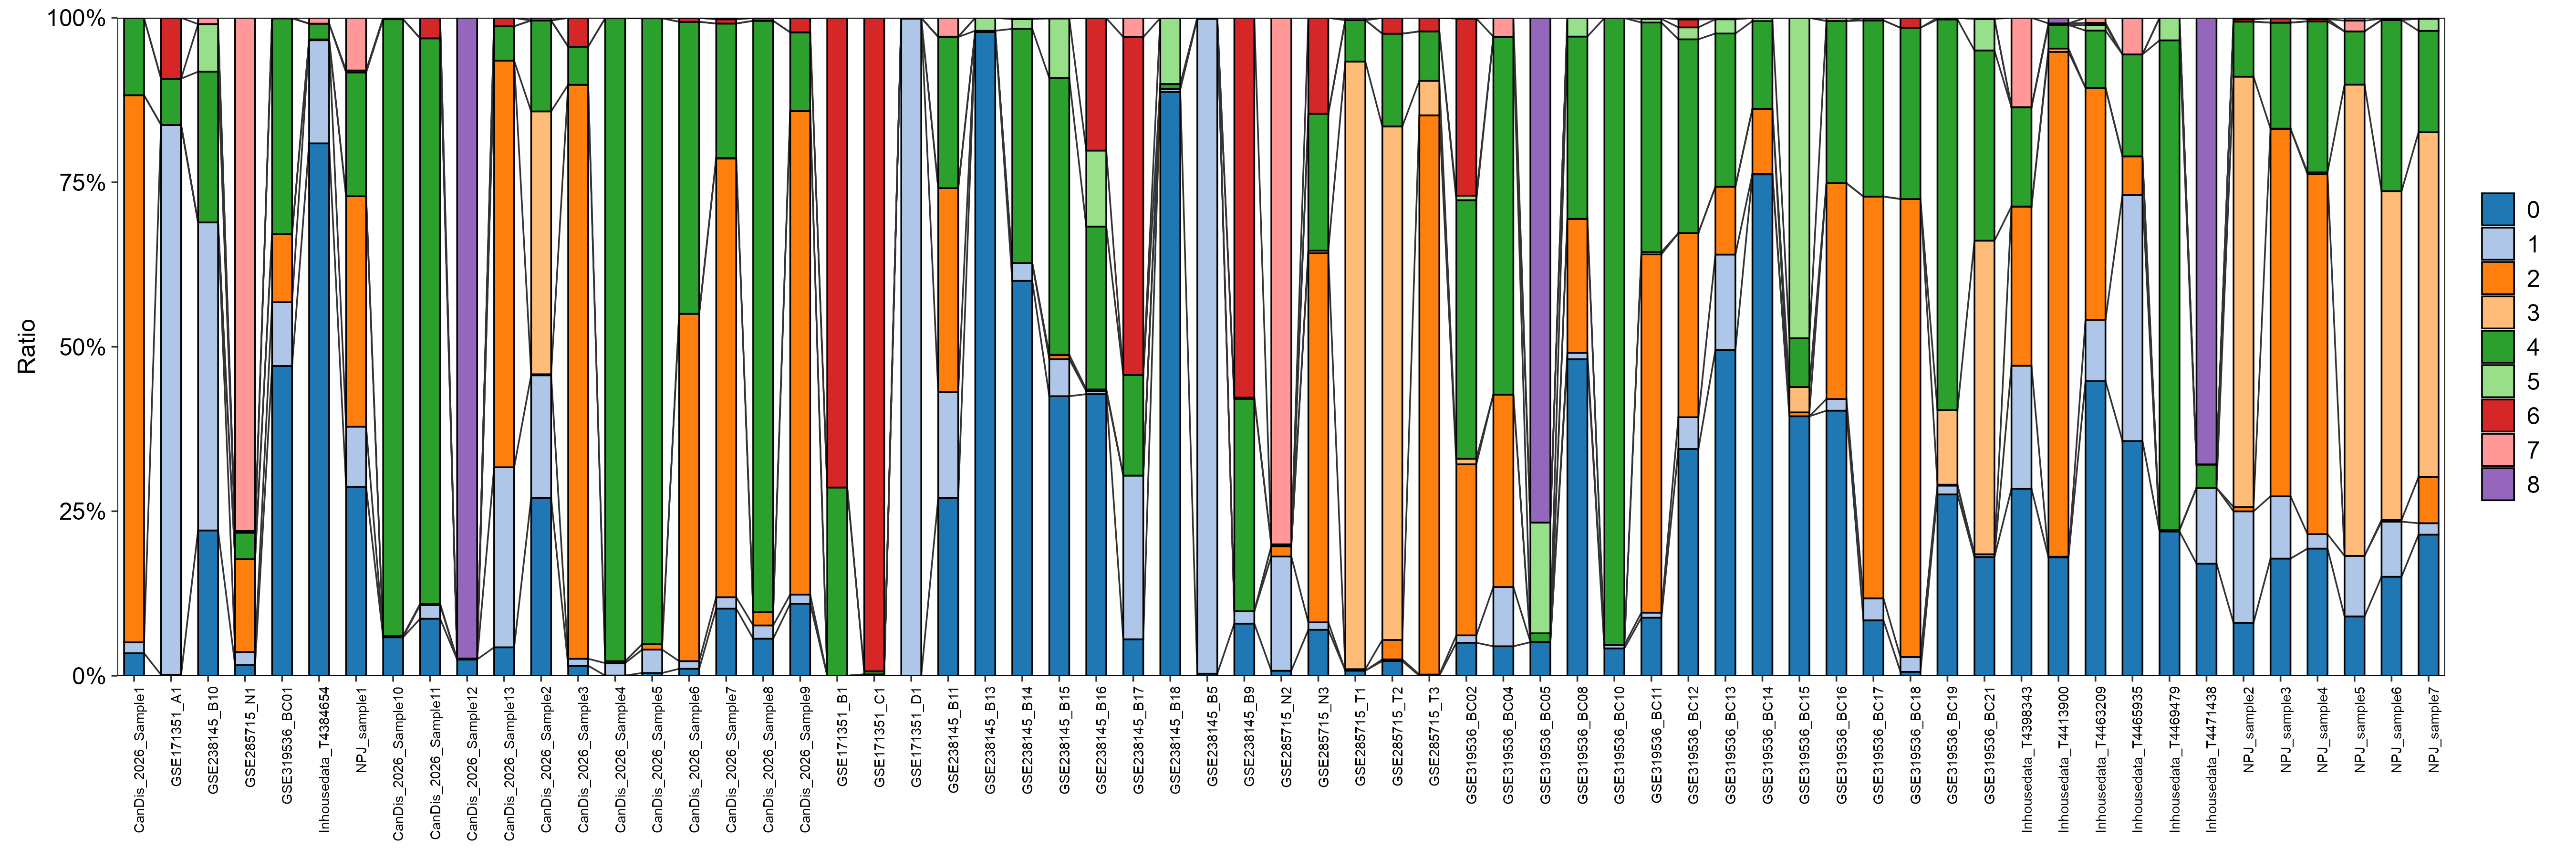 100%
75%
50%
25%
0%
Ratio
CanDis_2026_Sample1
GSE171351_A1
GSE238145_B10
GSE285715_N1
GSE319536_BC01
Inhousedata_T4384654
NPJ_sample1
CanDis_2026_Sample10
CanDis_2026_Sample11
CanDis_2026_Sample12
CanDis_2026_Sample13
CanDis_2026_Sample2
CanDis_2026_Sample3
CanDis_2026_Sample4
CanDis_2026_Sample5
CanDis_2026_Sample6
CanDis_2026_Sample7
CanDis_2026_Sample8
CanDis_2026_Sample9
GSE171351_B1
GSE171351_C1
GSE171351_D1
GSE238145_B11
GSE238145_B13
GSE238145_B14
GSE238145_B15
GSE238145_B16
GSE238145_B17
GSE238145_B18
GSE238145_B5
GSE238145_B9
GSE285715_N2
GSE285715_N3
GSE285715_T1
GSE285715_T2
GSE285715_T3
GSE319536_BC02
GSE319536_BC04
GSE319536_BC05
GSE319536_BC08
GSE319536_BC10
GSE319536_BC11
GSE319536_BC12
GSE319536_BC13
GSE319536_BC14
GSE319536_BC15
GSE319536_BC16
GSE319536_BC17
GSE319536_BC18
GSE319536_BC19
GSE319536_BC21
Inhousedata_T4398343
Inhousedata_T4413900
Inhousedata_T4463209
Inhousedata_T4465935
Inhousedata_T4469479
Inhousedata_T4471438
NPJ_sample2
NPJ_sample3
NPJ_sample4
NPJ_sample5
NPJ_sample6
NPJ_sample7
0
1
2
3
4
5
6
7
8